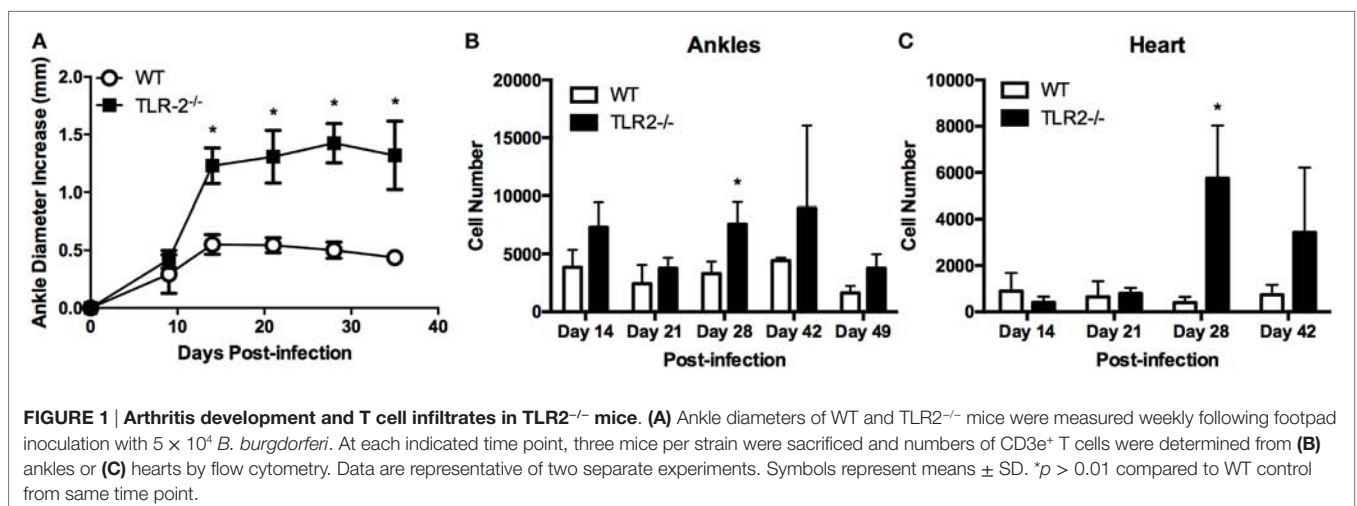 A
WT
TLR-2-/-
Ankle Diameter Increase (mm)
2.0
1.5
1.0
0.5
0.0
* * * *
0 10 20 30 40
Days Post-infection
B
Ankles
WT
TLR2-/-
Cell Number
20000
15000
10000
5000
0
*
Day 14 Day 21 Day 28 Day 42 Day 49
Post-infection
C
Heart
WT
TLR2-/-
Cell Number
10000
8000
6000
4000
2000
0
*
Day 14 Day 21 Day 28 Day 42
Post-infection
FIGURE 1 | Arthritis development and T cell infiltrates in TLR2−/− mice. (A) Ankle diameters of WT and TLR2−/− mice were measured weekly following footpad
inoculation with 5 × 10⁴ B. burgdorferi. At each indicated time point, three mice per strain were sacrificed and numbers of CD3e⁺ T cells were determined from (B)
ankles or (C) hearts by flow cytometry. Data are representative of two separate experiments. Symbols represent means ± SD. *p > 0.01 compared to WT control
from same time point.